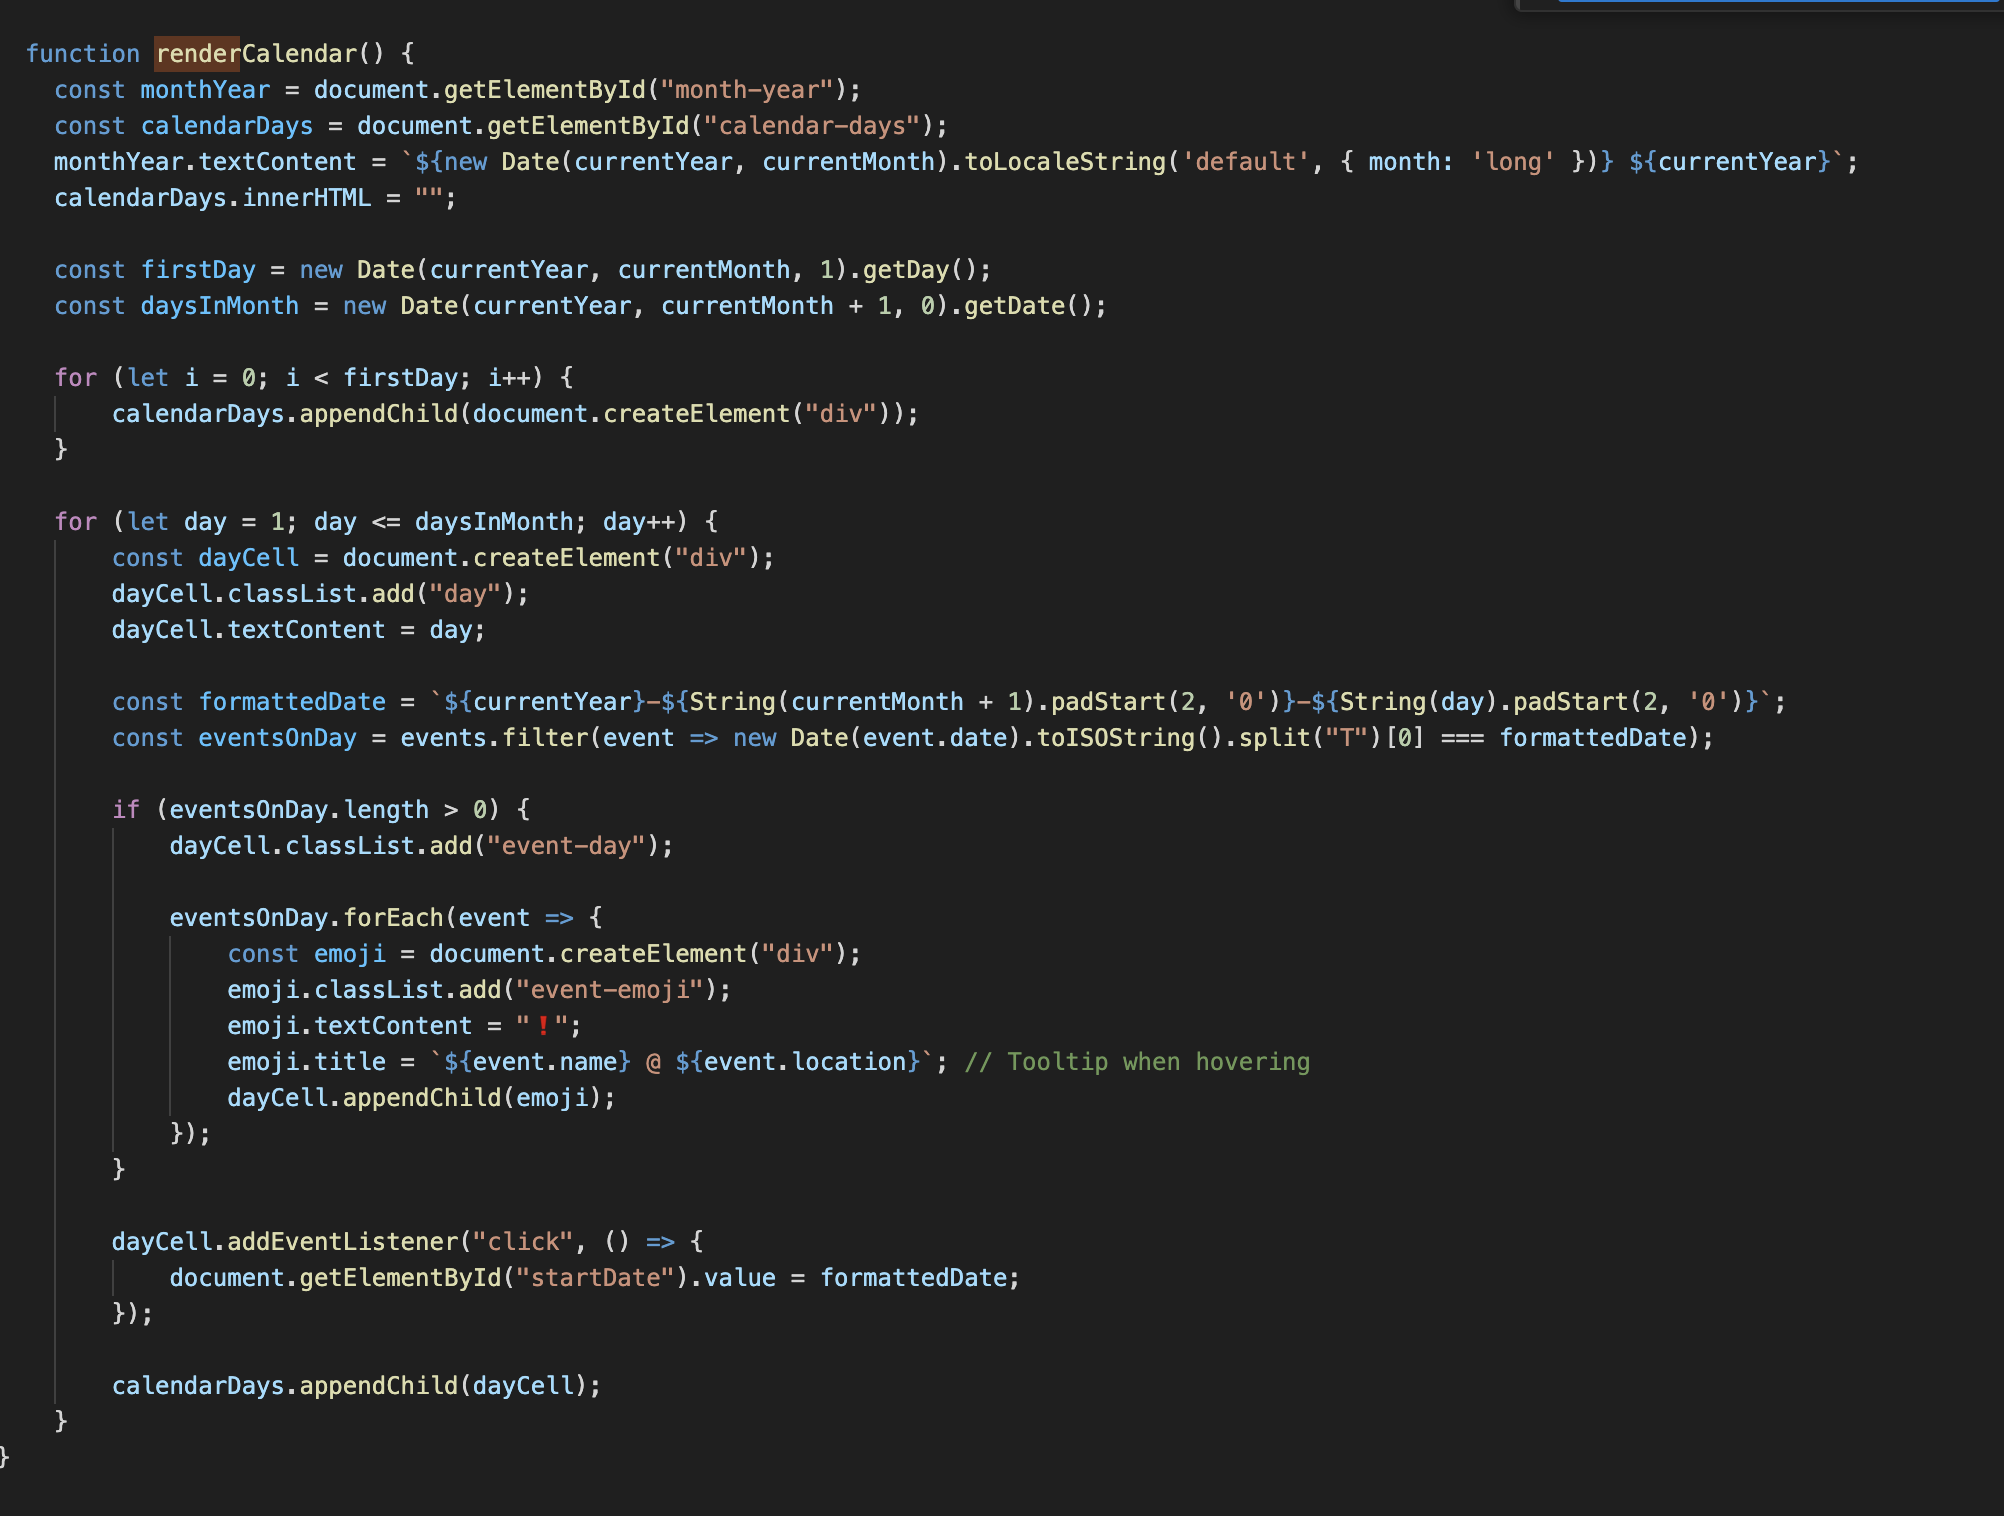 function renderCalendar() {
  const monthYear = document.getElementById("month-year");
  const calendarDays = document.getElementById("calendar-days");
  monthYear.textContent = `${new Date(currentYear, currentMonth).toLocaleString('default', { month: 'long' })} ${currentYear}`;
  calendarDays.innerHTML = "";

  const firstDay = new Date(currentYear, currentMonth, 1).getDay();
  const daysInMonth = new Date(currentYear, currentMonth + 1, 0).getDate();

  for (let i = 0; i < firstDay; i++) {
      calendarDays.appendChild(document.createElement("div"));
  }

  for (let day = 1; day <= daysInMonth; day++) {
      const dayCell = document.createElement("div");
      dayCell.classList.add("day");
      dayCell.textContent = day;

      const formattedDate = `${currentYear}-${String(currentMonth + 1).padStart(2, '0')}-${String(day).padStart(2, '0')}`;
      const eventsOnDay = events.filter(event => new Date(event.date).toISOString().split("T")[0] === formattedDate);

      if (eventsOnDay.length > 0) {
          dayCell.classList.add("event-day");

          eventsOnDay.forEach(event => {
              const emoji = document.createElement("div");
              emoji.classList.add("event-emoji");
              emoji.textContent = "❗";
              emoji.title = `${event.name} @ ${event.location}`; // Tooltip when hovering
              dayCell.appendChild(emoji);
          });
      }

      dayCell.addEventListener("click", () => {
          document.getElementById("startDate").value = formattedDate;
      });

      calendarDays.appendChild(dayCell);
  }
}